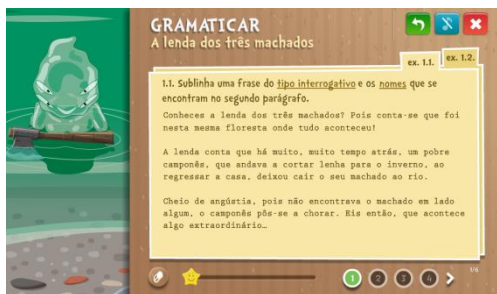 GRAMATICAR
A lenda dos três machados
ex. 1.1.
ex. 1.2.
1.1. Sublinha uma frase do tipo interrogativo e os nomes que se
encontram no segundo parágrafo.
Conheces a lenda dos três machados? Pois conta-se que foi
nesta mesma floresta onde tudo aconteceu!
A lenda conta que há muito, muito tempo atrás, um pobre
camponês, que andava a cortar lenha para o inverno, ao
regressar a casa, deixou cair o seu machado ao rio.
Cheio de angústia, pois não encontrava o machado em lado
algum, o camponês pôs-se a chorar. Eis então, que acontece
algo extraordinário…
1 2 3 4